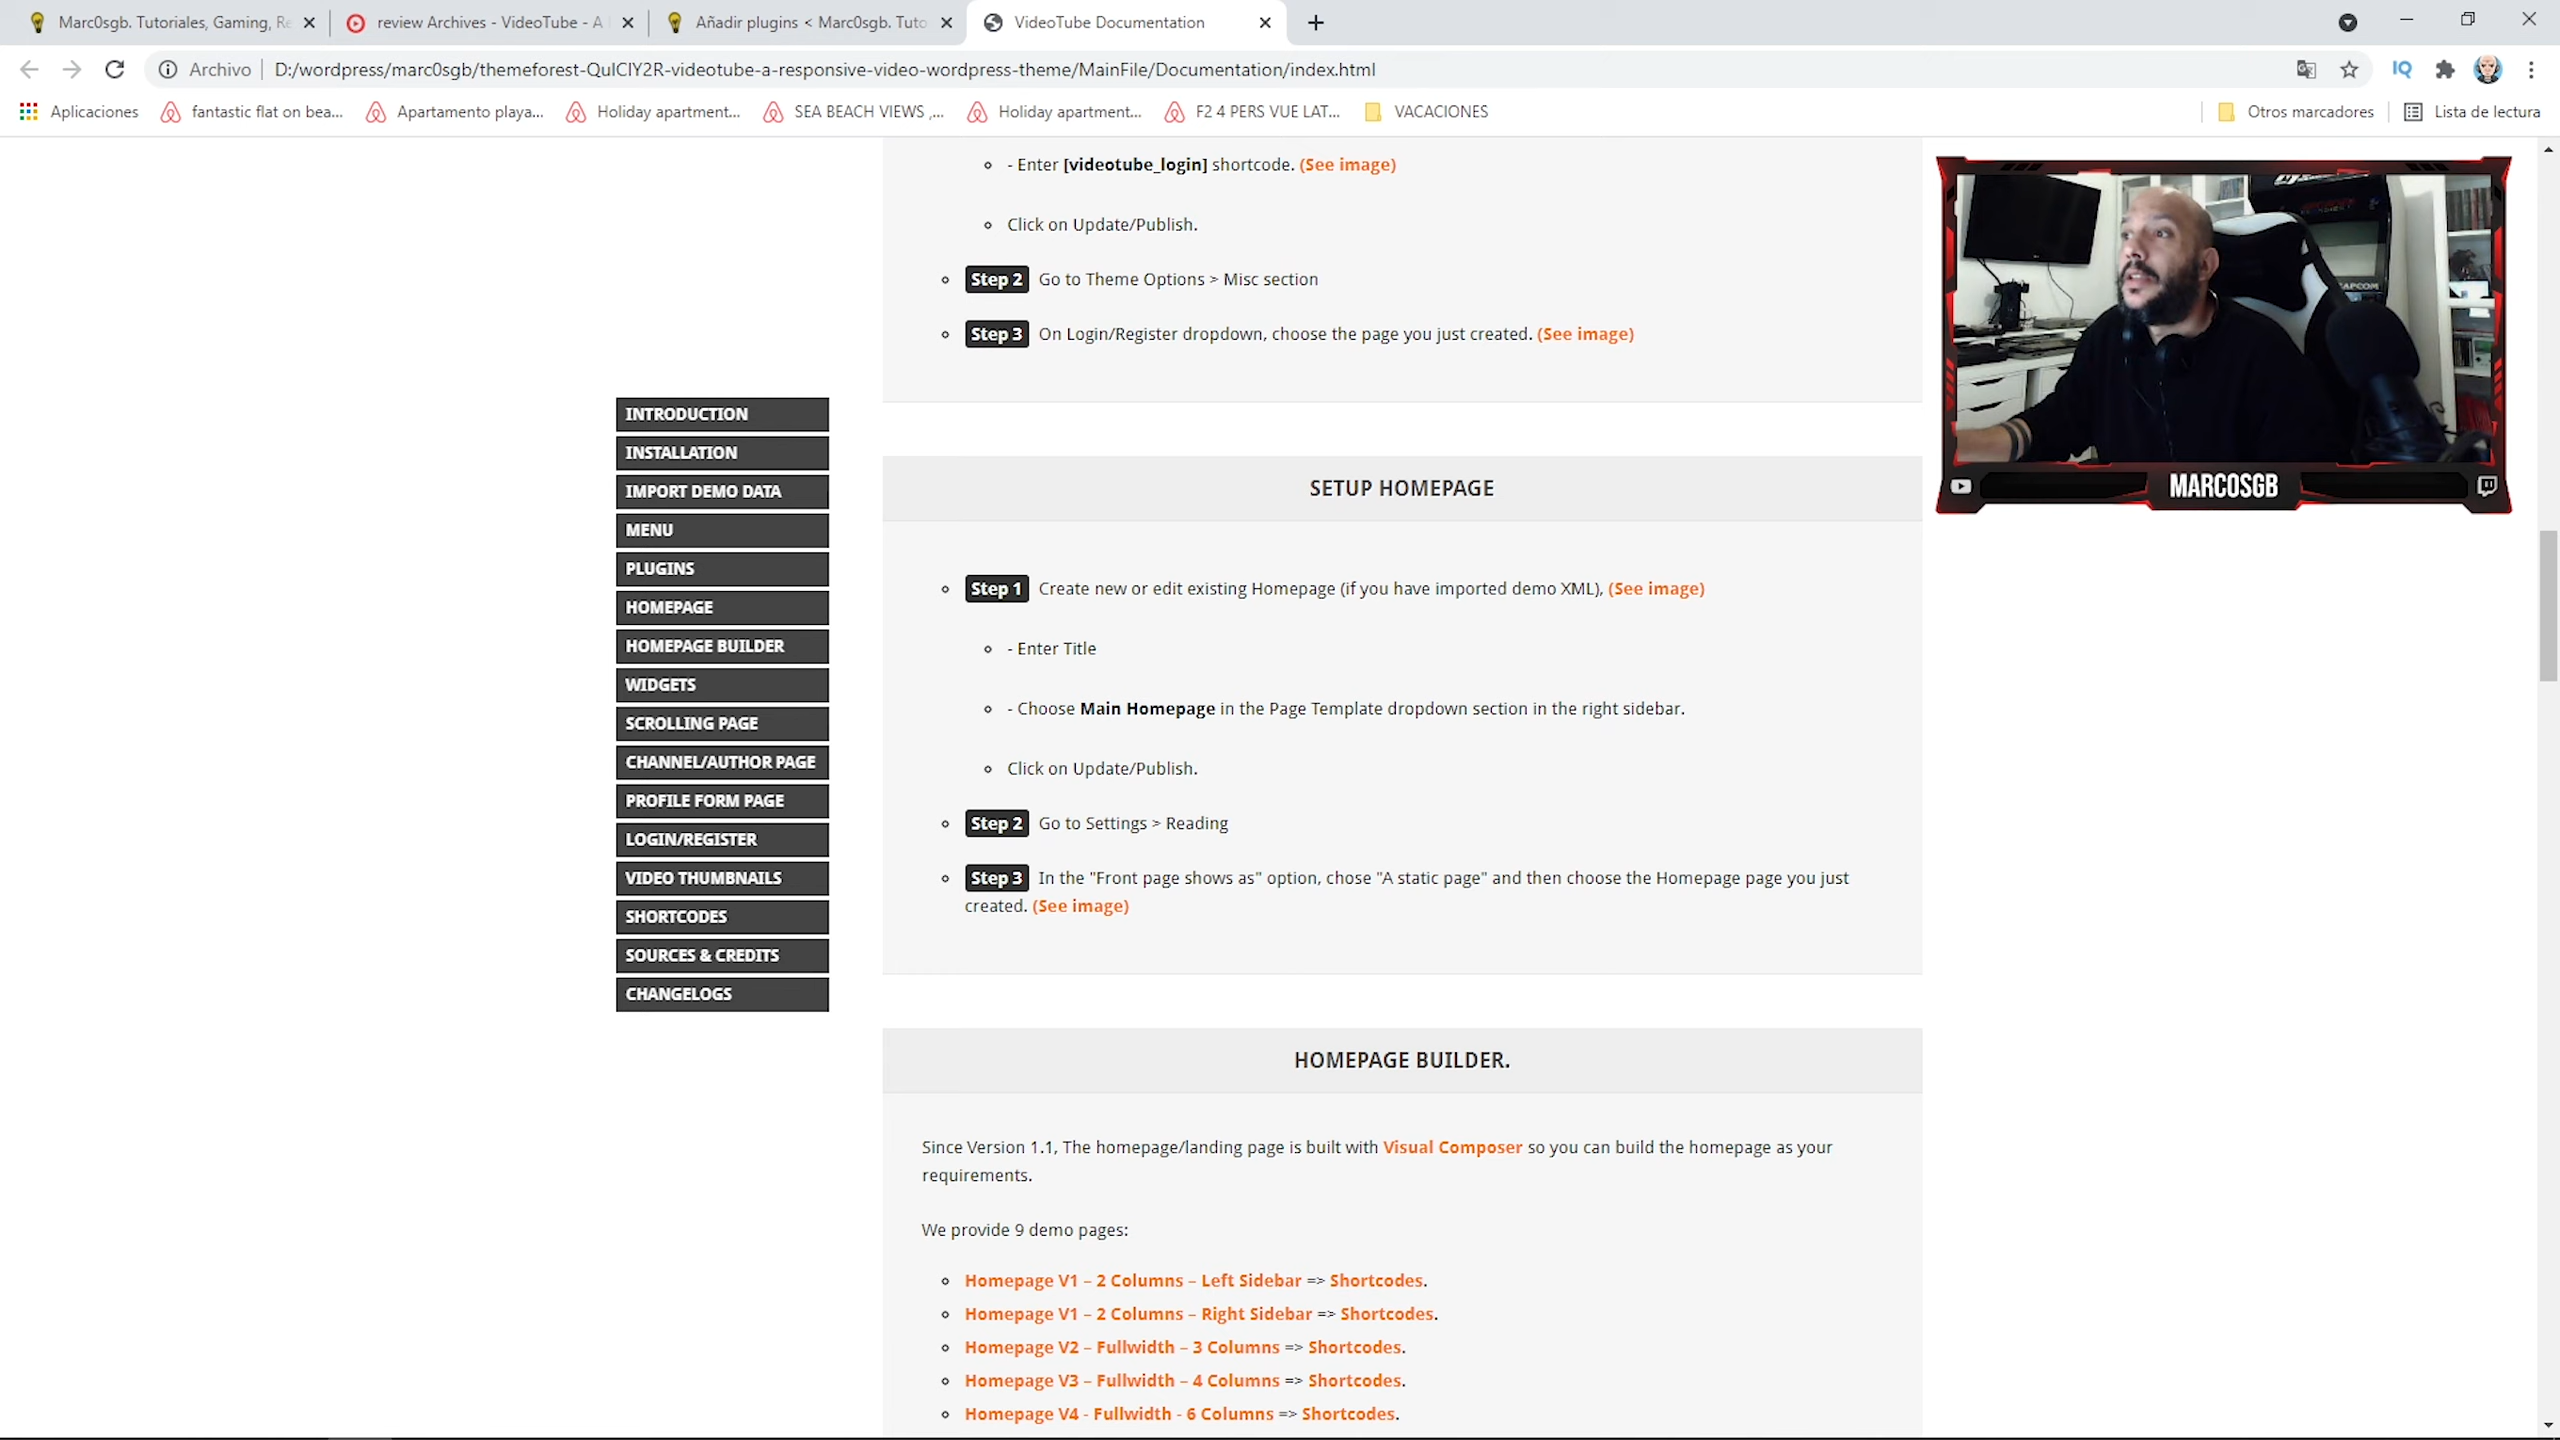 Marc0sgb. Tutoriales, Gaming, Re
review Archives - VideoTube - A
Añadir plugins < Marc0sgb. Tuto
VideoTube Documentation
Archivo
D:/wordpress/marc0sgb/themeforest-QulClY2R-videotube-a-responsive-video-wordpress-theme/MainFile/Documentation/index.html
IQ
Aplicaciones
fantastic flat on bea...
Apartamento playa...
Holiday apartment...
SEA BEACH VIEWS ,...
Holiday apartment...
F2 4 PERS VUE LAT...
VACACIONES
Otros marcadores
Lista de lectura
- Enter [videotube_login] shortcode. (See image)
Click on Update/Publish.
Step 2 Go to Theme Options > Misc section
Step 3 On Login/Register dropdown, choose the page you just created. (See image)
CAPCOM
MARCOSGB
INTRODUCTION
INSTALLATION
IMPORT DEMO DATA
MENU
PLUGINS
HOMEPAGE
HOMEPAGE BUILDER
WIDGETS
SCROLLING PAGE
CHANNEL/AUTHOR PAGE
PROFILE FORM PAGE
LOGIN/REGISTER
VIDEO THUMBNAILS
SHORTCODES
SOURCES & CREDITS
CHANGELOGS
SETUP HOMEPAGE
Step 1 Create new or edit existing Homepage (if you have imported demo XML), (See image)
- Enter Title
- Choose Main Homepage in the Page Template dropdown section in the right sidebar.
Click on Update/Publish.
Step 2 Go to Settings > Reading
Step 3 In the "Front page shows as" option, chose "A static page" and then choose the Homepage page you just
created. (See image)
HOMEPAGE BUILDER.
Since Version 1.1, The homepage/landing page is built with Visual Composer so you can build the homepage as your
requirements.
We provide 9 demo pages:
Homepage V1 – 2 Columns – Left Sidebar => Shortcodes.
Homepage V1 – 2 Columns – Right Sidebar => Shortcodes.
Homepage V2 – Fullwidth – 3 Columns => Shortcodes.
Homepage V3 – Fullwidth – 4 Columns => Shortcodes.
Homepage V4 - Fullwidth - 6 Columns => Shortcodes.